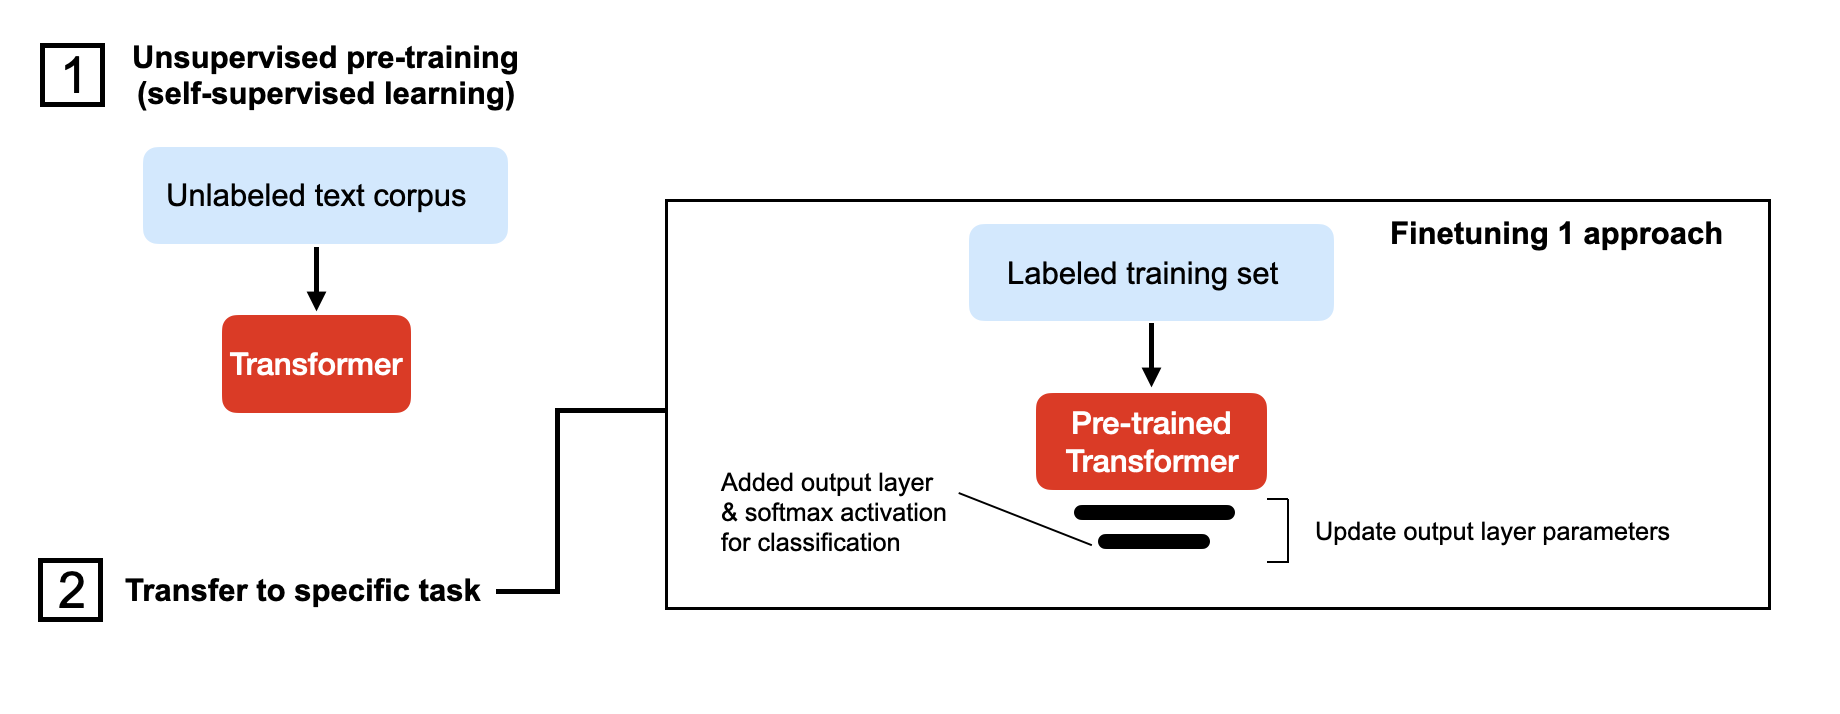 1
Unsupervised pre-training
(self-supervised learning)
Unlabeled text corpus
Transformer
2
Transfer to specific task
Finetuning 1 approach
Labeled training set
Pre-trained
Transformer
Added output layer
& softmax activation
for classification
Update output layer parameters